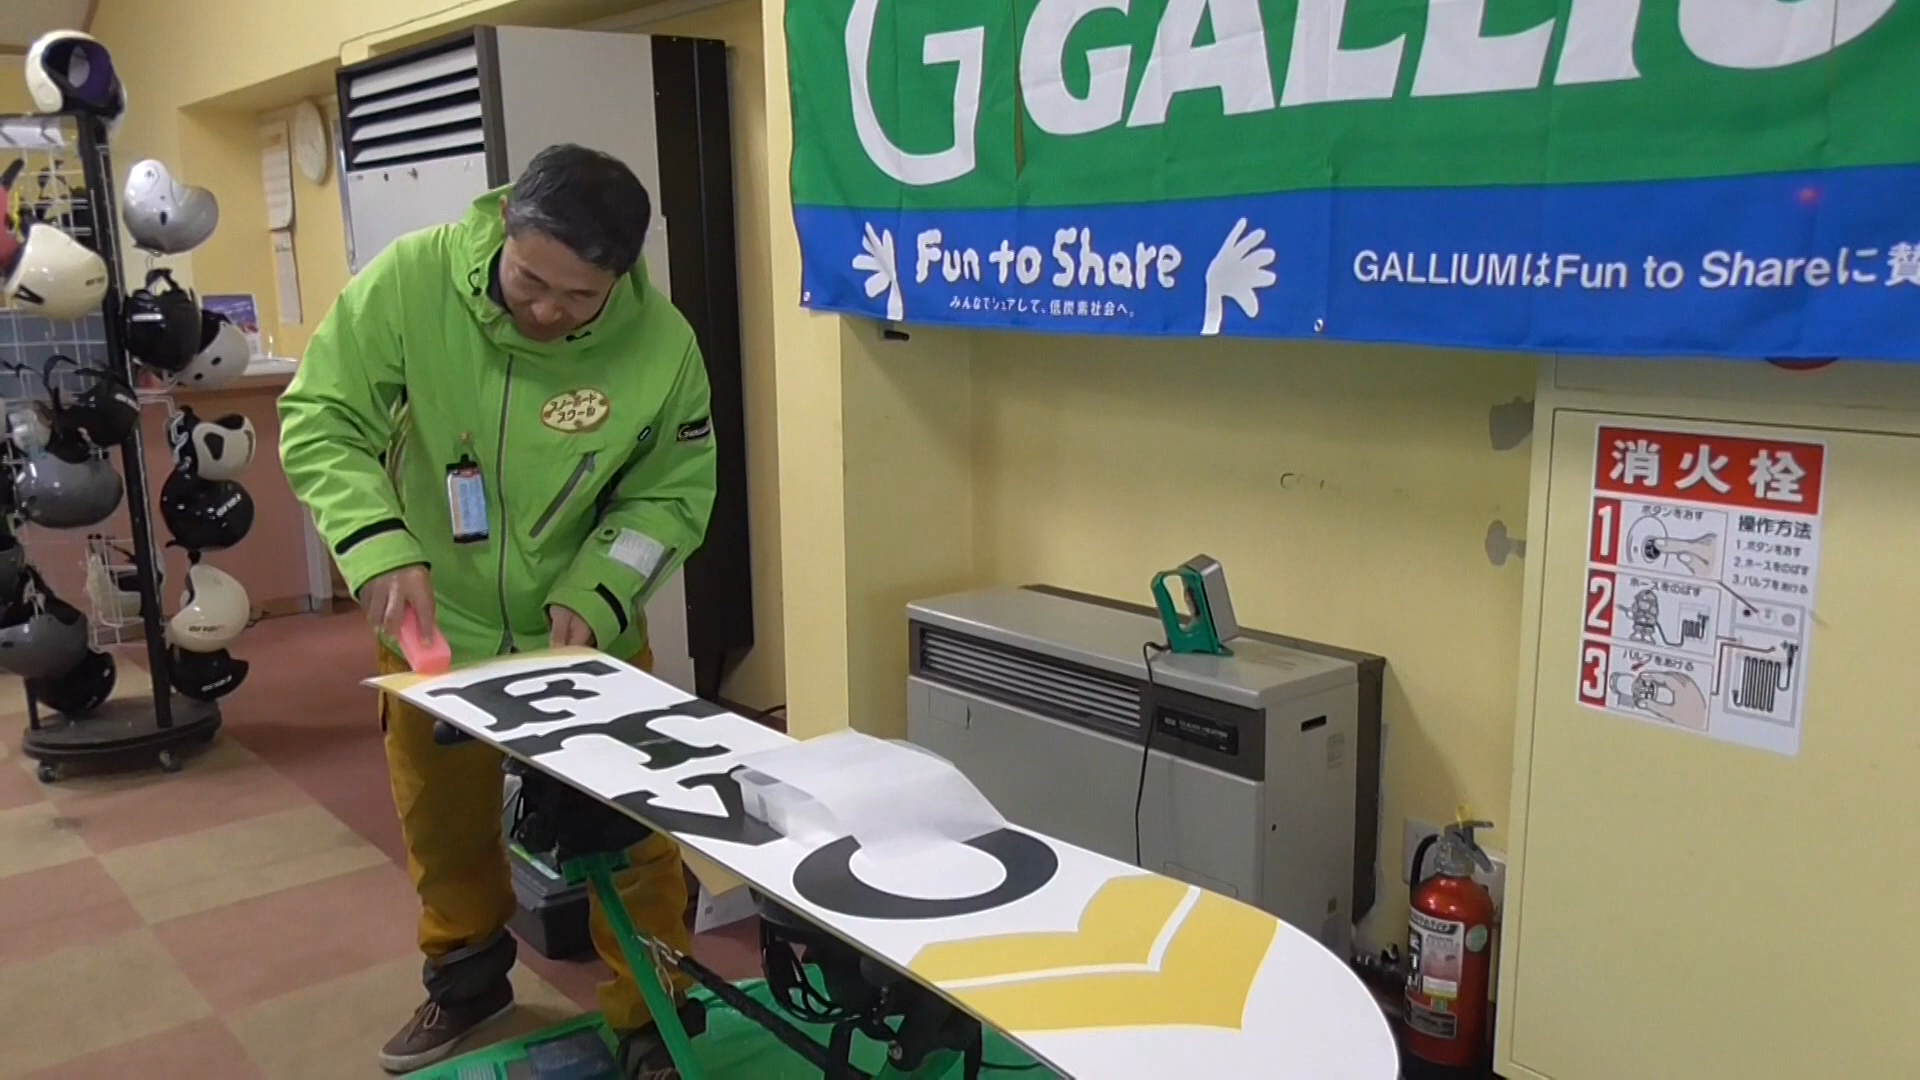 GALLIU
Fun to Share
みんなでシェアして、低炭素社会へ。
GALLIUMはFun to Shareに賛
スノーボード
スクール
消火栓
1
ボタンをおす
2
ホースをのばす
3
バルブをあける
操作方法
1.ボタンをおす
2.ホースをのばす
3.バルブをあける
CLEAN HEATER